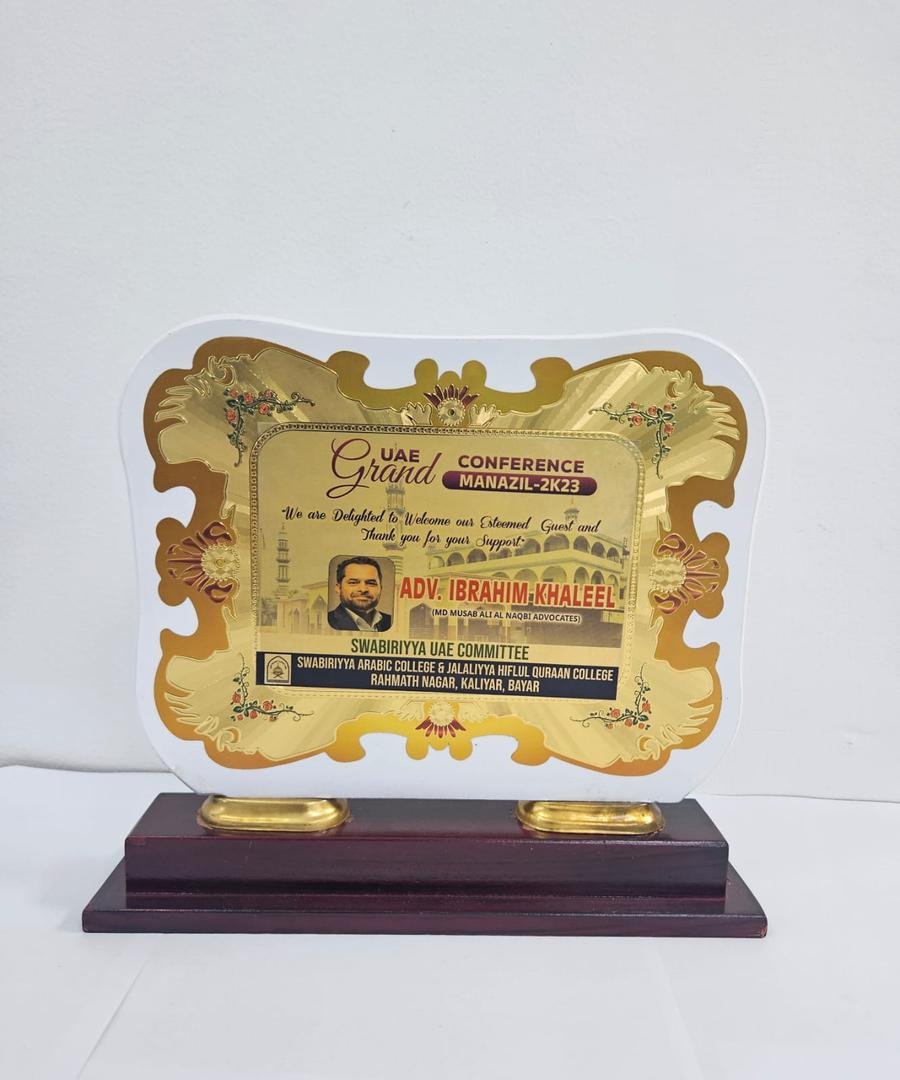 UAE
Grand CONFERENCE
MANAZIL-2K23
"We are Delighted to Welcome our Esteemed Guest and
Thank you for your Support"
ADV. IBRAHIM KHALEEL
(MD MUSAB ALI AL NAQBI ADVOCATES)
SWABIRIYYA UAE COMMITTEE
SWABIRIYYA ARABIC COLLEGE & JALALIYYA HIFLUL QURAAN COLLEGE
RAHMATH NAGAR, KALIYAR, BAYAR